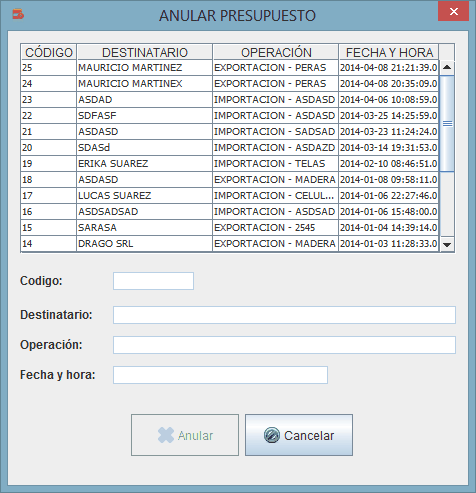 ANULAR PRESUPUESTO
CÓDIGO DESTINATARIO OPERACIÓN FECHA Y HORA
25 MAURICIO MARTINEZ EXPORTACION - PERAS 2014-04-08 21:21:39.0
24 MAURICIO MARTINEX EXPORTACION - PERAS 2014-04-08 20:35:09.0
23 ASDAD IMPORTACION - ASDASD 2014-04-06 10:08:59.0
22 SDFASF IMPORTACION - ASDASD 2014-03-25 14:25:59.0
21 ASDASD IMPORTACION - SADSAD 2014-03-23 11:24:24.0
20 SDASd IMPORTACION - ASDAZD 2014-03-14 19:31:53.0
19 ERIKA SUAREZ IMPORTACION - TELAS 2014-02-10 08:46:51.0
18 ASDASD EXPORTACION - MADERA 2014-01-08 09:58:11.0
17 LUCAS SUAREZ IMPORTACION - CELUL... 2014-01-06 22:27:46.0
16 ASDSADSAD IMPORTACION - ASDSAD 2014-01-06 15:48:00.0
15 SARASA EXPORTACION - 2545 2014-01-04 14:39:14.0
14 DRAGO SRL EXPORTACION - MADERA 2014-01-03 11:28:33.0
Codigo:
Destinatario:
Operación:
Fecha y hora:
Anular Cancelar